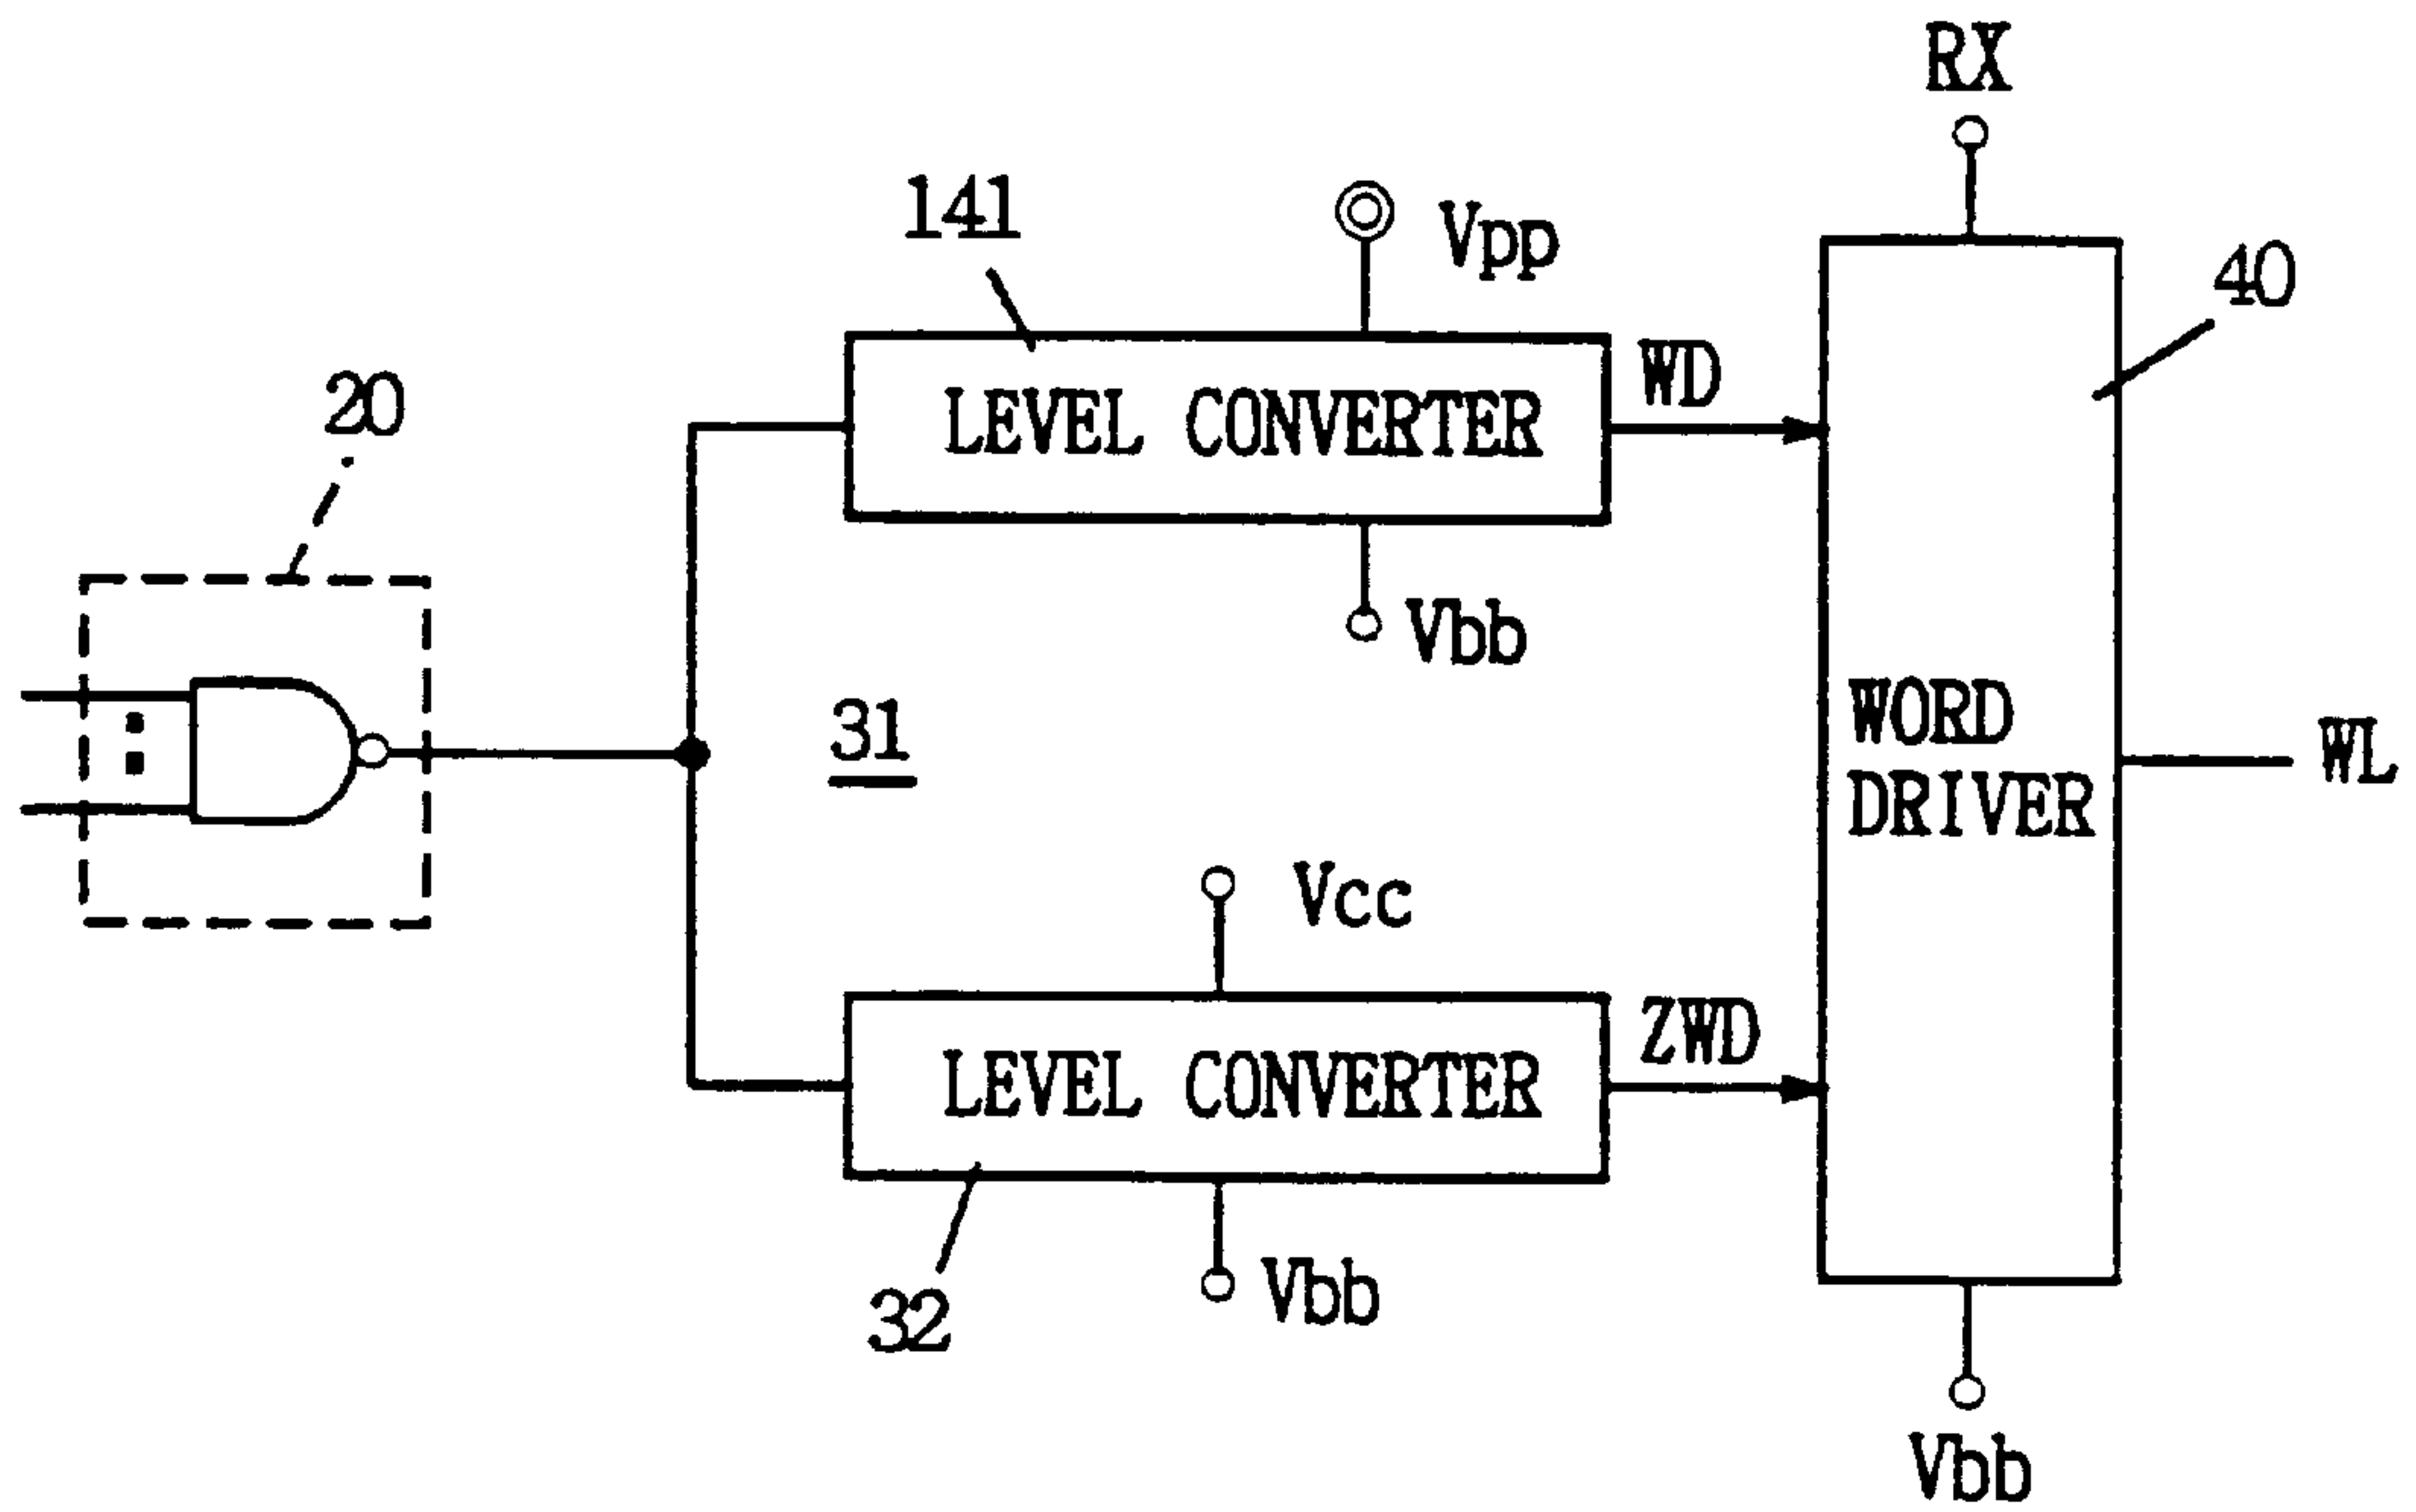 RX
141
Vpp
40
WD
LEVEL CONVERTER
20
Vbb
31
WORD
DRIVER
WL
Vcc
ZWD
LEVEL CONVERTER
32
Vbb
Vbb